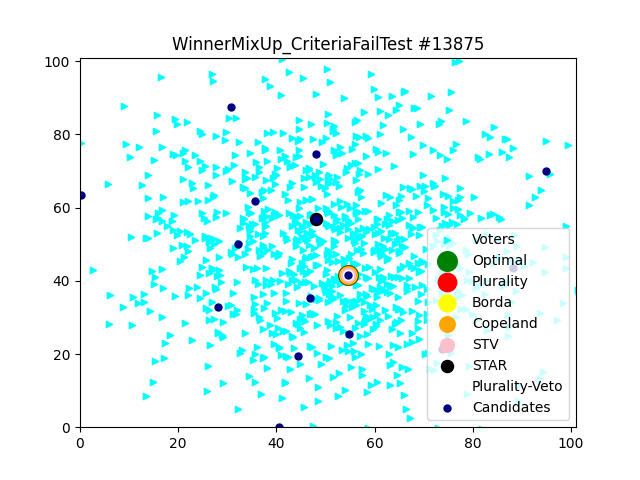 WinnerMixUp_CriteriaFailTest #13875
100
80
60
40
20
0
0
20
40
60
80
100
Voters
Optimal
Plurality
Borda
Copeland
STV
STAR
Plurality-Veto
Candidates